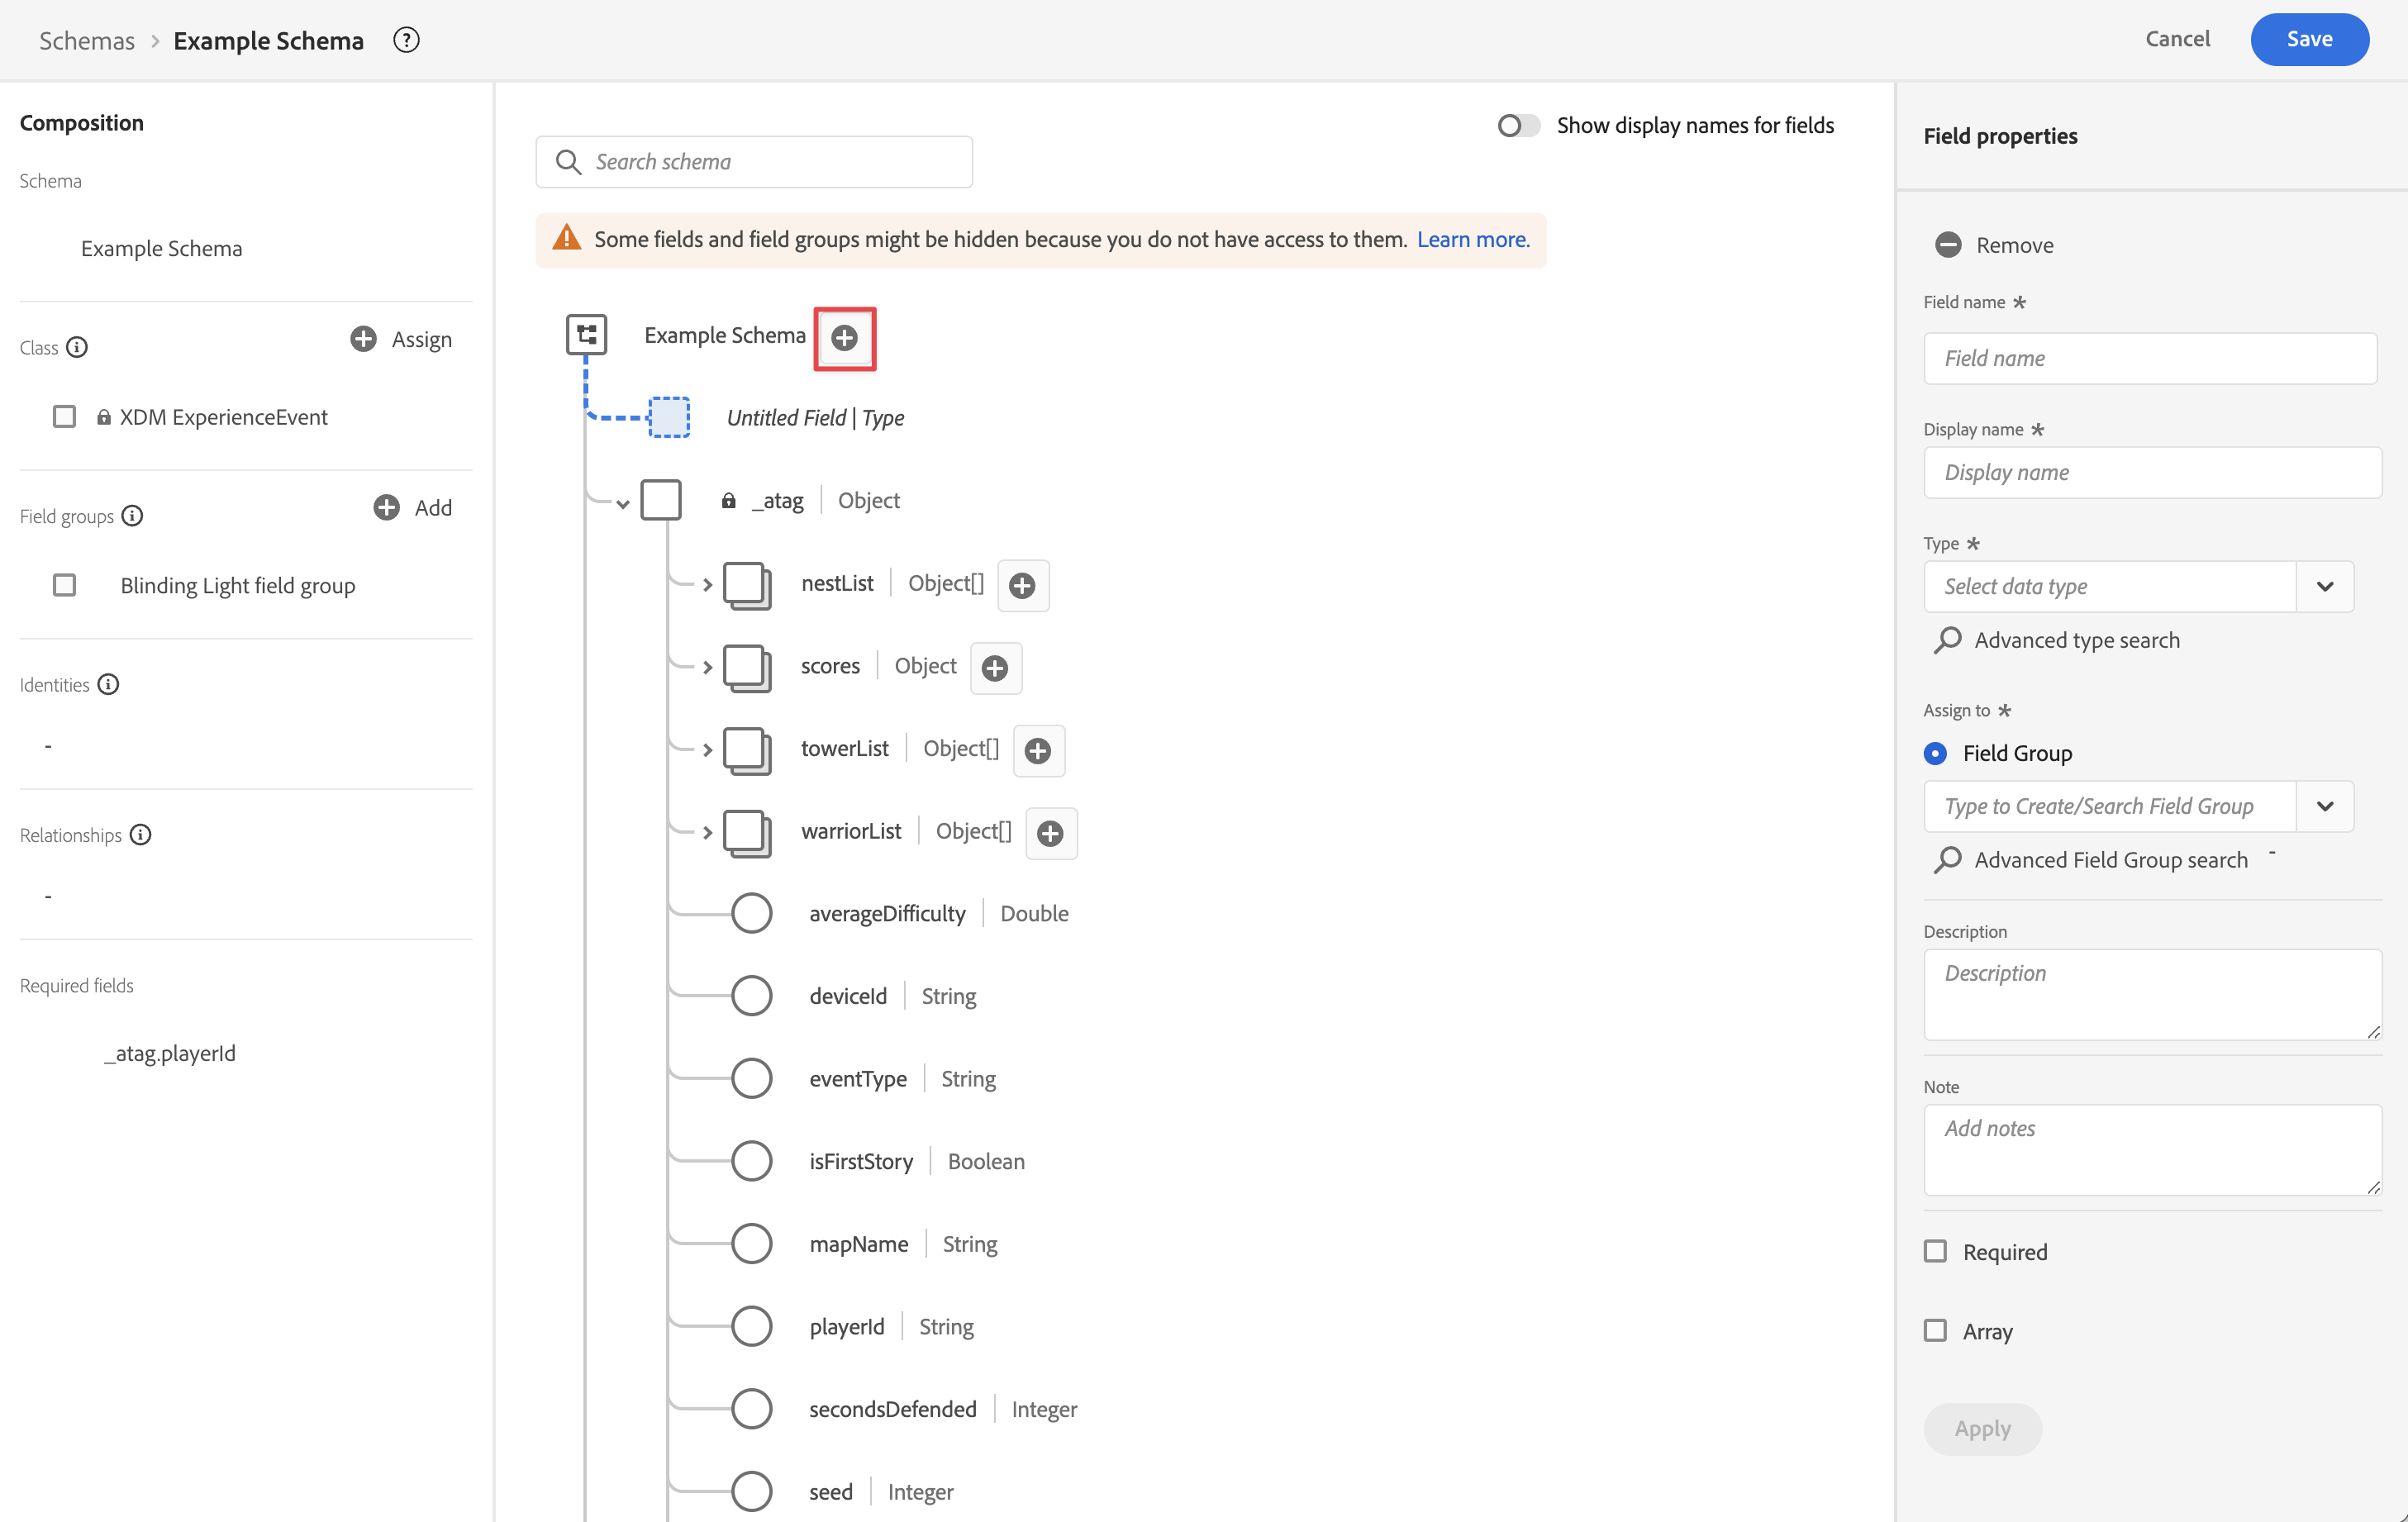 Schemas > Example Schema ?
Cancel
Save
Composition
Schema
Example Schema
Class
Assign
XDM ExperienceEvent
Field groups
Add
Blinding Light field group
Identities
-
Relationships
-
Required fields
_atag.playerId
Search schema
Show display names for fields
Some fields and field groups might be hidden because you do not have access to them. Learn more.
Example Schema
Untitled Field | Type
_atag | Object
nestList | Object[]
scores | Object
towerList | Object[]
warriorList | Object[]
averageDifficulty | Double
deviceId | String
eventType | String
isFirstStory | Boolean
mapName | String
playerId | String
secondsDefended | Integer
seed | Integer
Field properties
Remove
Field name *
Field name
Display name *
Display name
Type *
Select data type
Advanced type search
Assign to *
Field Group
Type to Create/Search Field Group
Advanced Field Group search -
Description
Description
Note
Add notes
Required
Array
Apply